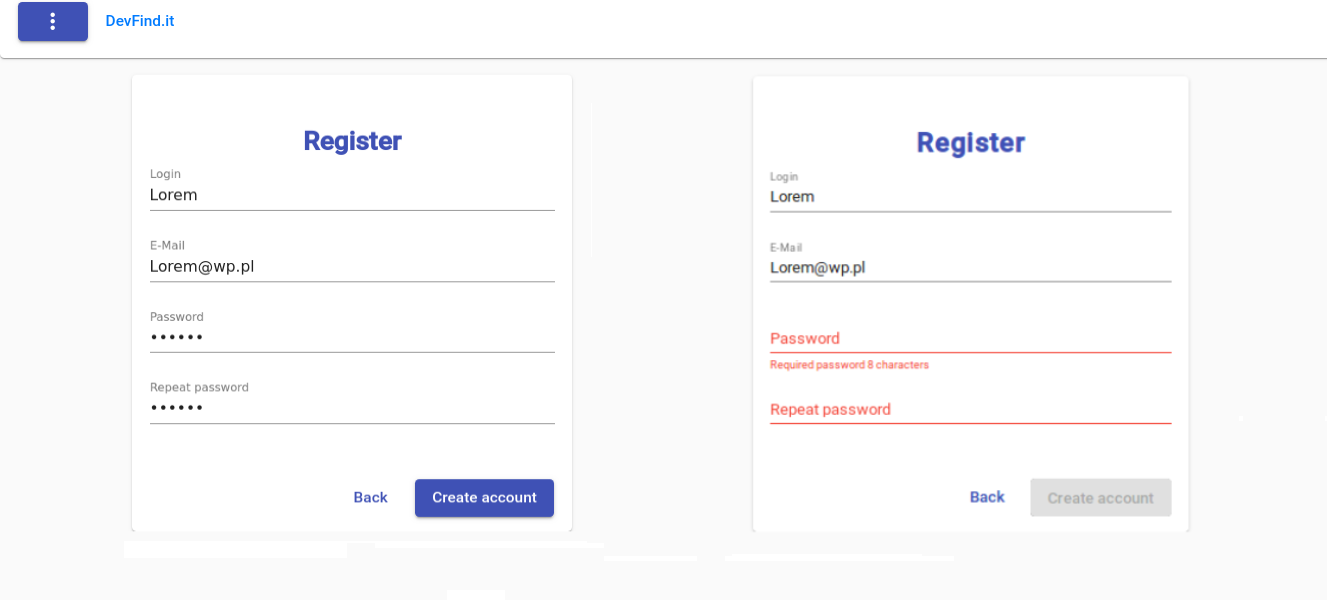 DevFind.it
Register
Login
Lorem
E-Mail
Lorem@wp.pl
Password
••••••
Repeat password
••••••
Back
Create account
Register
Login
Lorem
E-Mail
Lorem@wp.pl
Password
Required password 8 characters
Repeat password
Back
Create account